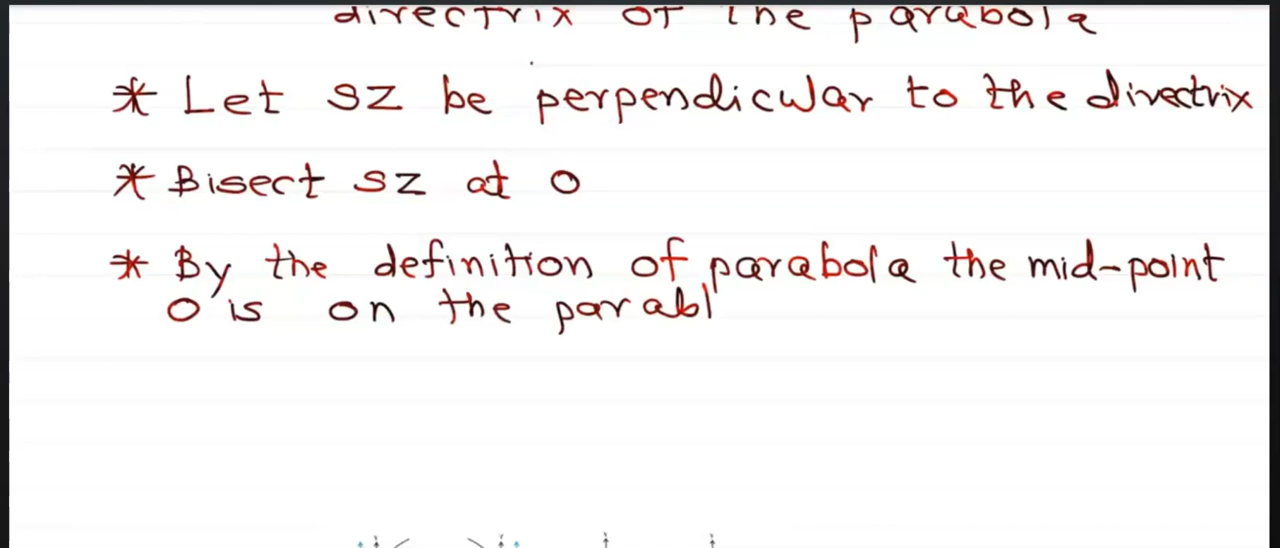 directrix of the parabola
* Let SZ be perpendicular to the directrix
* Bisect SZ at O
* By the definition of parabola the mid-point
O is on the parabl